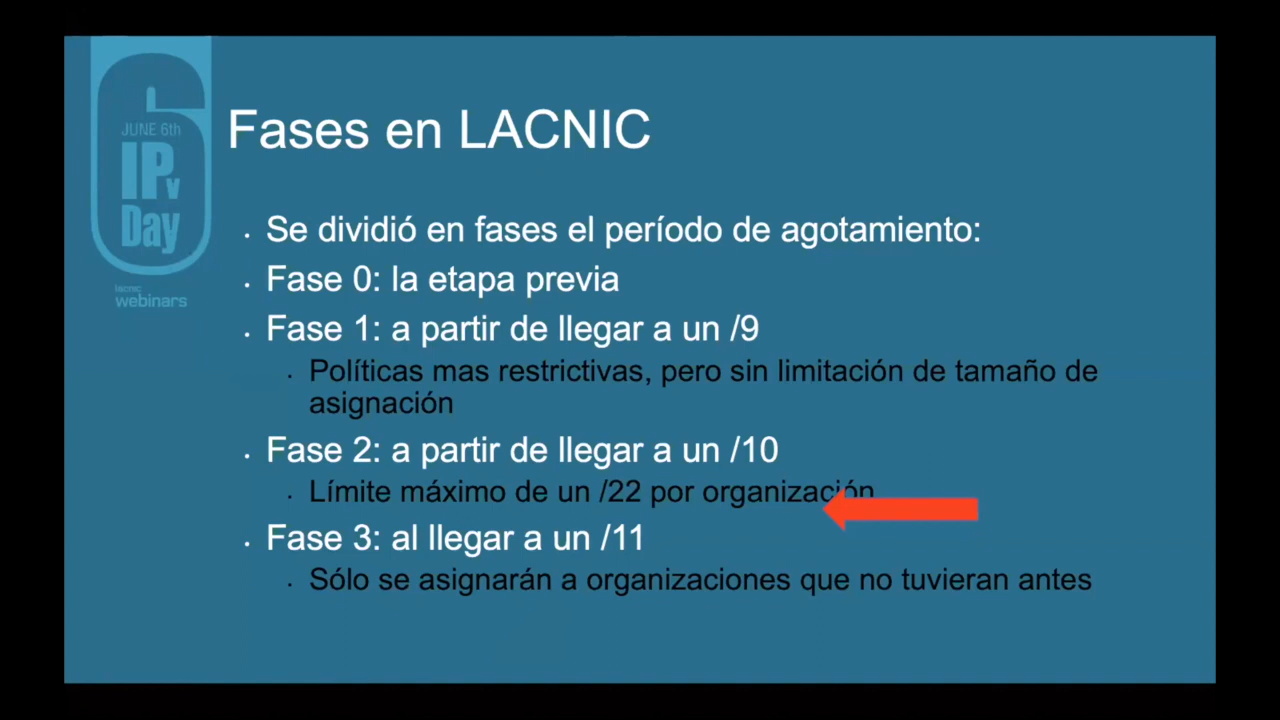 JUNE 6th
IPv
Day
lacnic
webinars
Fases en LACNIC
Se dividió en fases el período de agotamiento:
Fase 0: la etapa previa
Fase 1: a partir de llegar a un /9
Políticas mas restrictivas, pero sin limitación de tamaño de
asignación
Fase 2: a partir de llegar a un /10
Límite máximo de un /22 por organización
Fase 3: al llegar a un /11
Sólo se asignarán a organizaciones que no tuvieran antes